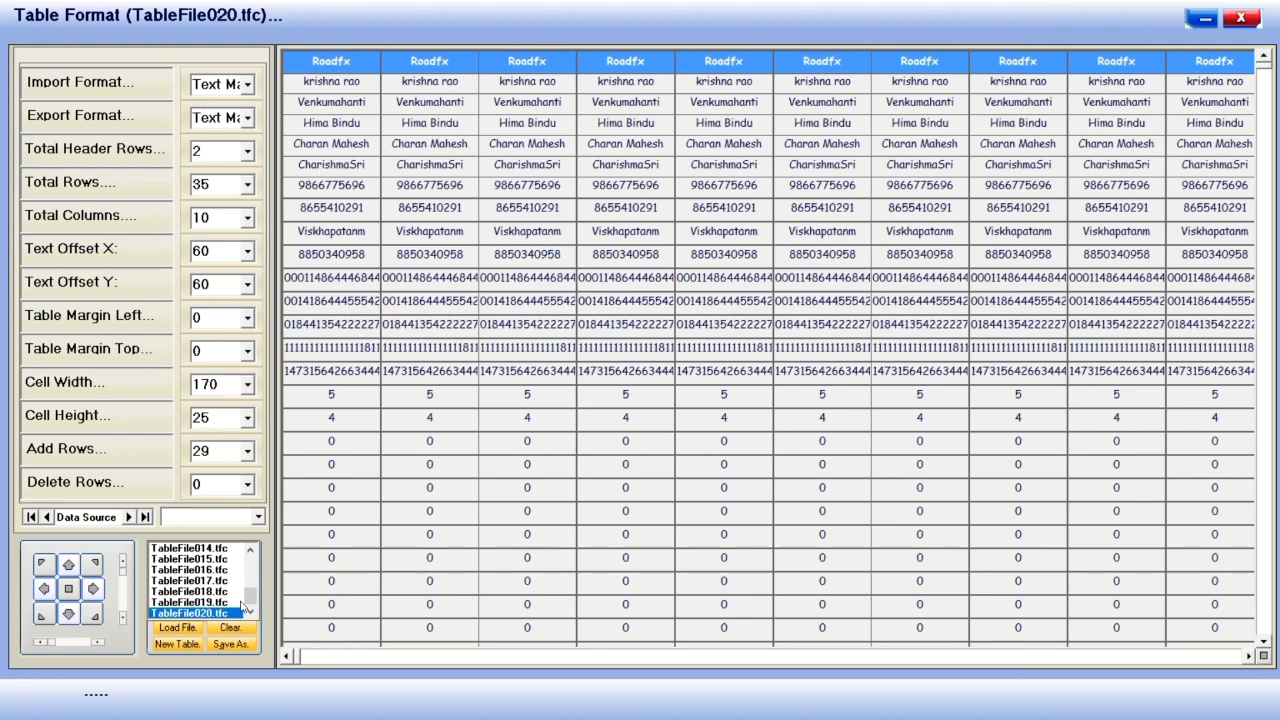 Table Format (TableFile020.tfc)...
X
Import Format... Text Ma
Export Format... Text Ma
Total Header Rows... 2
Total Rows.... 35
Total Columns.... 10
Text Offset X: 60
Text Offset Y: 60
Table Margin Left... 0
Table Margin Top... 0
Cell Width... 170
Cell Height... 25
Add Rows... 29
Delete Rows... 0
Data Source
TableFile014.tfc
TableFile015.tfc
TableFile016.tfc
TableFile017.tfc
TableFile018.tfc
TableFile019.tfc
TableFile020.tfc
Load File. Clear.
New Table. Save As.
Roadfx Roadfx Roadfx Roadfx Roadfx Roadfx Roadfx Roadfx Roadfx Roadfx
krishna rao krishna rao krishna rao krishna rao krishna rao krishna rao krishna rao krishna rao krishna rao krishna rao
Venkumahanti Venkumahanti Venkumahanti Venkumahanti Venkumahanti Venkumahanti Venkumahanti Venkumahanti Venkumahanti Venkumahanti
Hima Bindu Hima Bindu Hima Bindu Hima Bindu Hima Bindu Hima Bindu Hima Bindu Hima Bindu Hima Bindu Hima Bindu
Charan Mahesh Charan Mahesh Charan Mahesh Charan Mahesh Charan Mahesh Charan Mahesh Charan Mahesh Charan Mahesh Charan Mahesh Charan Mahesh
CharishmaSri CharishmaSri CharishmaSri CharishmaSri CharishmaSri CharishmaSri CharishmaSri CharishmaSri CharishmaSri CharishmaSri
9866775696 9866775696 9866775696 9866775696 9866775696 9866775696 9866775696 9866775696 9866775696 9866775696
8655410291 8655410291 8655410291 8655410291 8655410291 8655410291 8655410291 8655410291 8655410291 8655410291
Viskhapatanm Viskhapatanm Viskhapatanm Viskhapatanm Viskhapatanm Viskhapatanm Viskhapatanm Viskhapatanm Viskhapatanm Viskhapatanm
8850340958 8850340958 8850340958 8850340958 8850340958 8850340958 8850340958 8850340958 8850340958 8850340958
5 5 5 5 5 5 5 5 5 5
4 4 4 4 4 4 4 4 4 4
0 0 0 0 0 0 0 0 0 0
0 0 0 0 0 0 0 0 0 0
0 0 0 0 0 0 0 0 0 0
0 0 0 0 0 0 0 0 0 0
0 0 0 0 0 0 0 0 0 0
0 0 0 0 0 0 0 0 0 0
0 0 0 0 0 0 0 0 0 0
0 0 0 0 0 0 0 0 0 0
0 0 0 0 0 0 0 0 0 0
.....